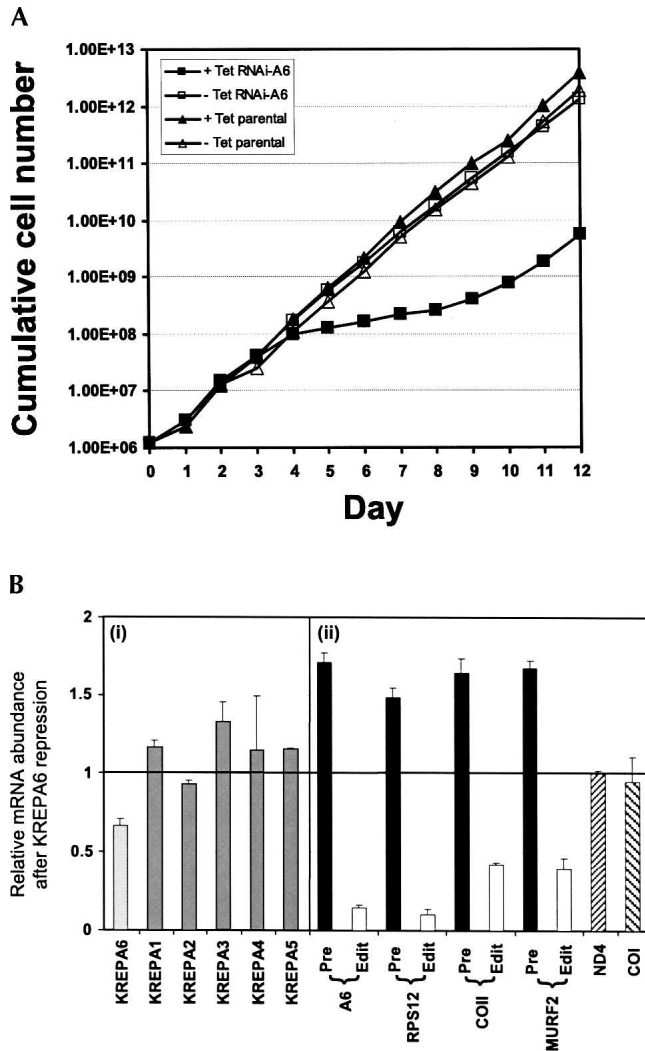 A
Cumulative cell number
1.00E+13
1.00E+12
1.00E+11
1.00E+10
1.00E+09
1.00E+08
1.00E+07
1.00E+06
+ Tet RNAi-A6
- Tet RNAi-A6
+ Tet parental
- Tet parental
0 1 2 3 4 5 6 7 8 9 10 11 12
Day
B
Relative mRNA abundance
after KREPA6 repression
2
1.5
1
0.5
0
(i)
(ii)
KREPA6
KREPA1
KREPA2
KREPA3
KREPA4
KREPA5
Pre
Edit
A6
Pre
Edit
RPS12
Pre
Edit
COII
Pre
Edit
MURF2
ND4
COI